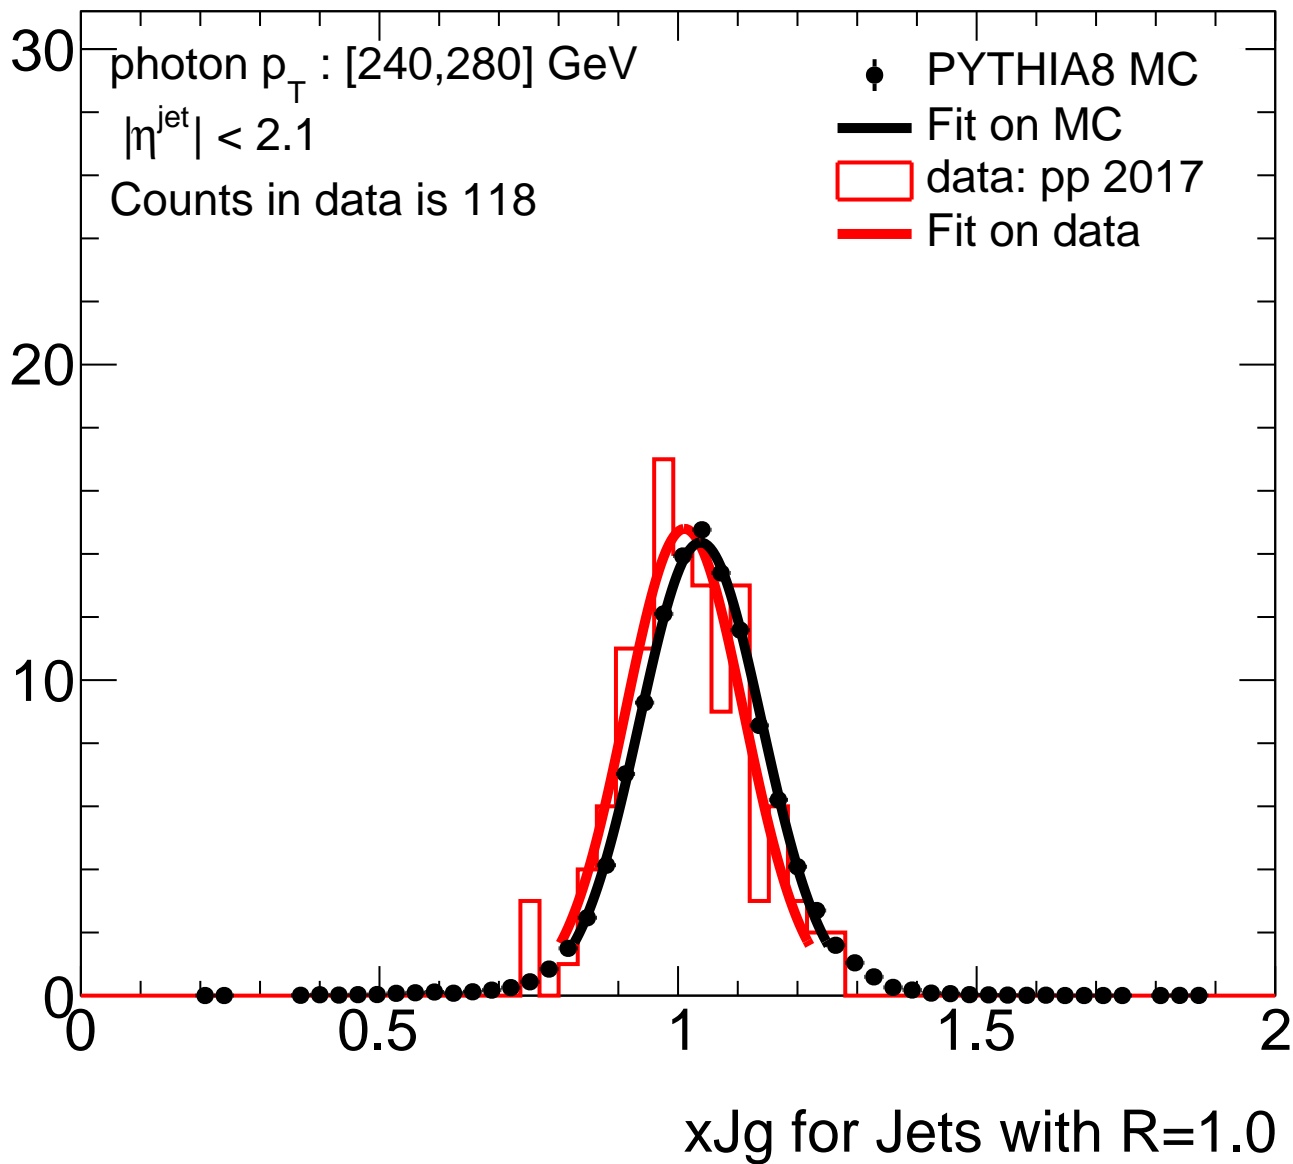 photon p_T : [240,280] GeV
|η^jet| < 2.1
Counts in data is 118
PYTHIA8 MC
Fit on MC
data: pp 2017
Fit on data
30
20
10
0
0 0.5 1 1.5 2
xJg for Jets with R=1.0